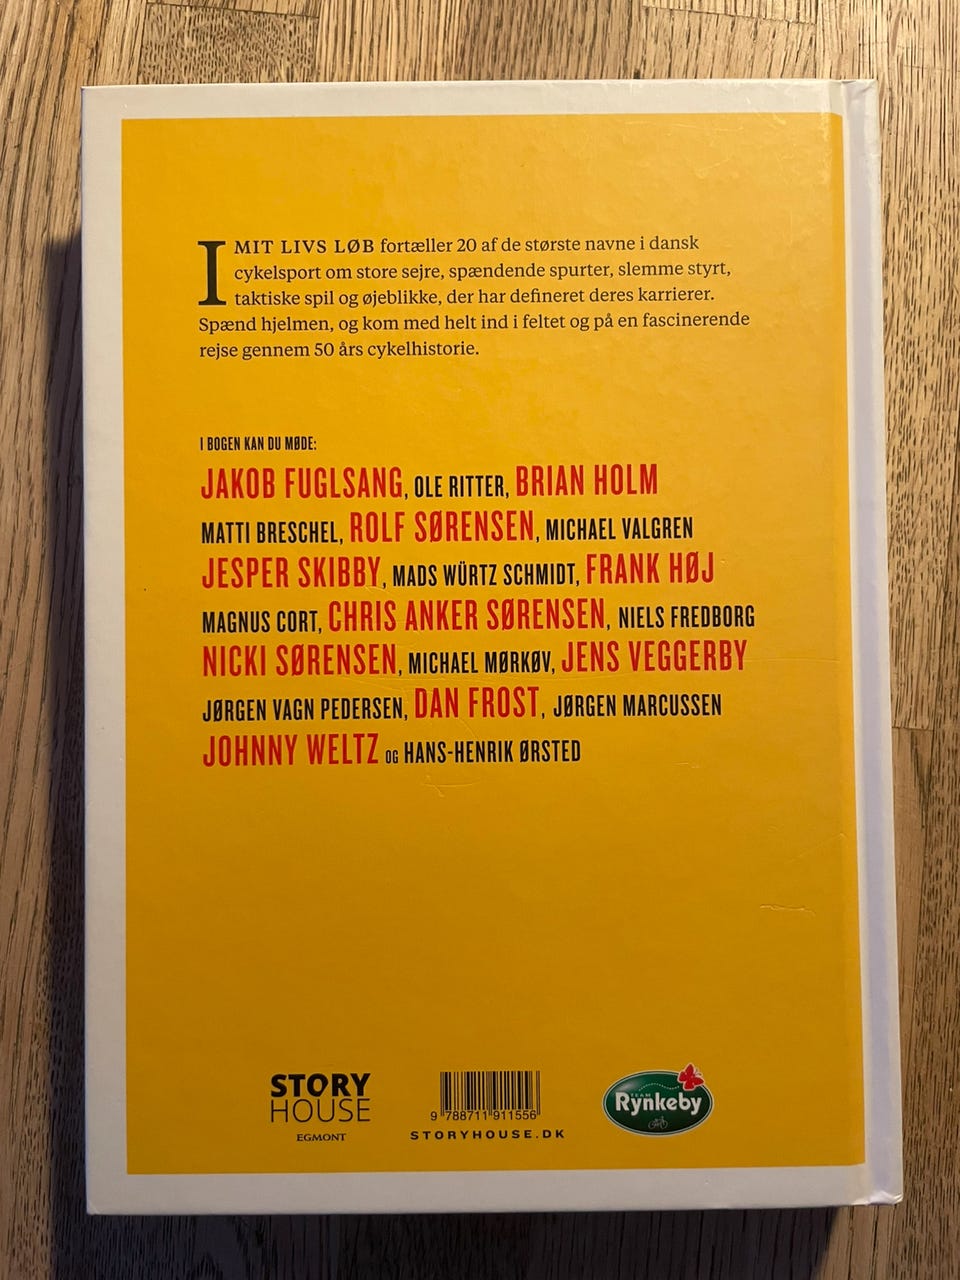 I MIT LIVS LØB fortæller 20 af de største navne i dansk
cykelsport om store sejre, spændende spurter, slemme styrt,
taktiske spil og øjeblikke, der har defineret deres karrierer.
Spænd hjelmen, og kom med helt ind i feltet og på en fascinerende
rejse gennem 50 års cykelhistorie.
I BOGEN KAN DU MØDE:
JAKOB FUGLSANG, OLE RITTER, BRIAN HOLM
MATTI BRESCHEL, ROLF SØRENSEN, MICHAEL VALGREN
JESPER SKIBBY, MADS WÜRTZ SCHMIDT, FRANK HØJ
MAGNUS CORT, CHRIS ANKER SØRENSEN, NIELS FREDBORG
NICKI SØRENSEN, MICHAEL MØRKØV, JENS VEGGERBY
JØRGEN VAGN PEDERSEN, DAN FROST, JØRGEN MARCUSSEN
JOHNNY WELTZ OG HANS-HENRIK ØRSTED
STORY
HOUSE
EGMONT
9 788711 911556
STORYHOUSE.DK
TEAM
Rynkeby